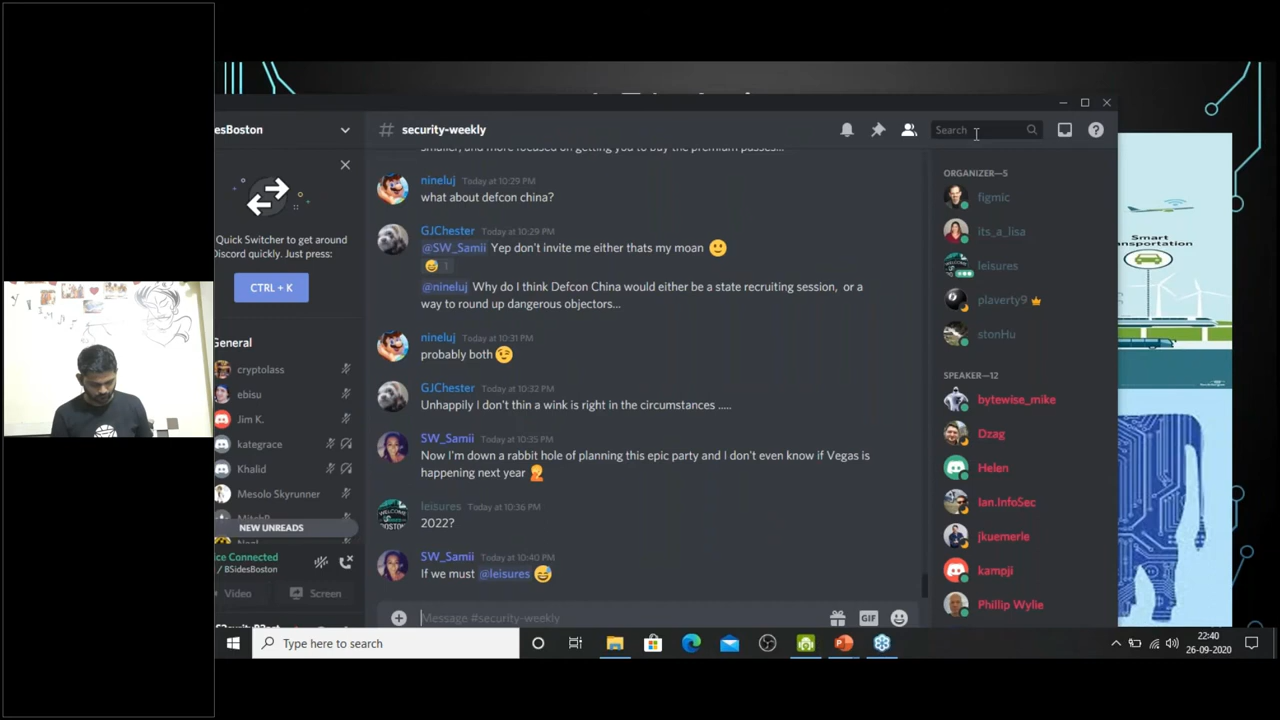 esBoston
# security-weekly
Search
smaller, and more focused on getting you to buy the premium passes...
nineluj Today at 10:29 PM
what about defcon china?
GJChester Today at 10:29 PM
@SW_Samii Yep don't invite me either thats my moan 🙂
😅 1
@nineluj Why do I think Defcon China would either be a state recruiting session, or a
way to round up dangerous objectors...
nineluj Today at 10:31 PM
probably both 😉
GJChester Today at 10:32 PM
Unhappily I don't thin a wink is right in the circumstances .....
SW_Samii Today at 10:35 PM
Now I'm down a rabbit hole of planning this epic party and I don't even know if Vegas is
happening next year 🤦
leisures Today at 10:36 PM
2022?
SW_Samii Today at 10:40 PM
If we must @leisures 😅
Message #security-weekly
GIF
Quick Switcher to get around
Discord quickly. Just press:
CTRL + K
General
cryptolass
ebisu
Jim K.
kategrace
Khalid
Mesolo Skyrunner
NEW UNREADS
ice Connected
/ BSidesBoston
Video
Screen
ORGANIZER—5
figmic
its_a_lisa
leisures
plaverty9
stonHu
SPEAKER—12
bytewise_mike
Dzag
Helen
Ian.InfoSec
jkuemerle
kampji
Phillip Wylie
Smart
ansportation
Type here to search
22:40
26-09-2020